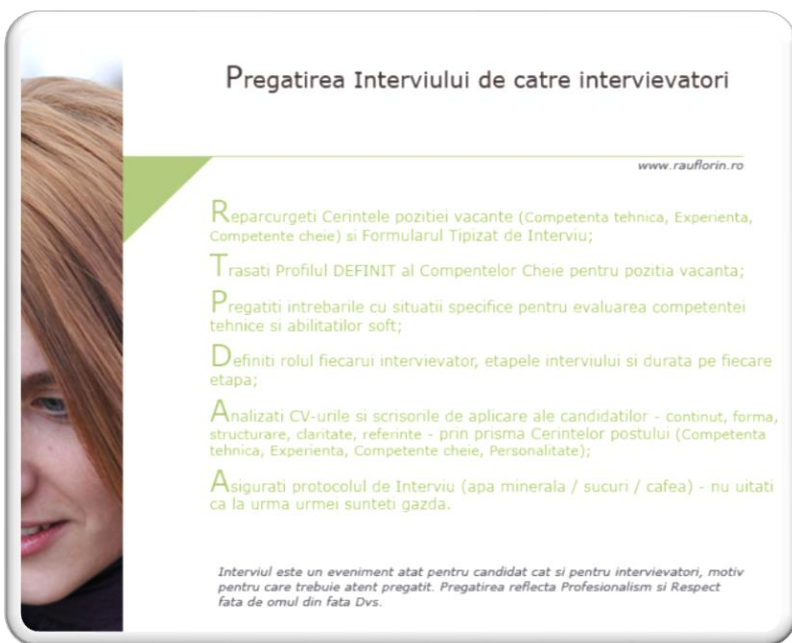 Pregatirea Interviului de catre intervievatori
www.rauflorin.ro
Reparcurgeti Cerintele pozitiei vacante (Competenta tehnica, Experienta,
Competente cheie) si Formularul Tipizat de Interviu;
Trasati Profilul DEFINIT al Compentelor Cheie pentru pozitia vacanta;
Pregatiti intrebarile cu situatii specifice pentru evaluarea competentei
tehnice si abilitatilor soft;
Definiti rolul fiecarui intervievator, etapele interviului si durata pe fiecare
etapa;
Analizati CV-urile si scrisorile de aplicare ale candidatilor - continut, forma,
structurare, claritate, referinte - prin prisma Cerintelor postului (Competenta
tehnica, Experienta, Competente cheie, Personalitate);
Asigurati protocolul de Interviu (apa minerala / sucuri / cafea) - nu uitati
ca la urma urmei sunteti gazda.
Interviul este un eveniment atat pentru candidat cat si pentru intervievatori, motiv
pentru care trebuie atent pregatit. Pregatirea reflecta Profesionalism si Respect
fata de omul din fata Dvs.